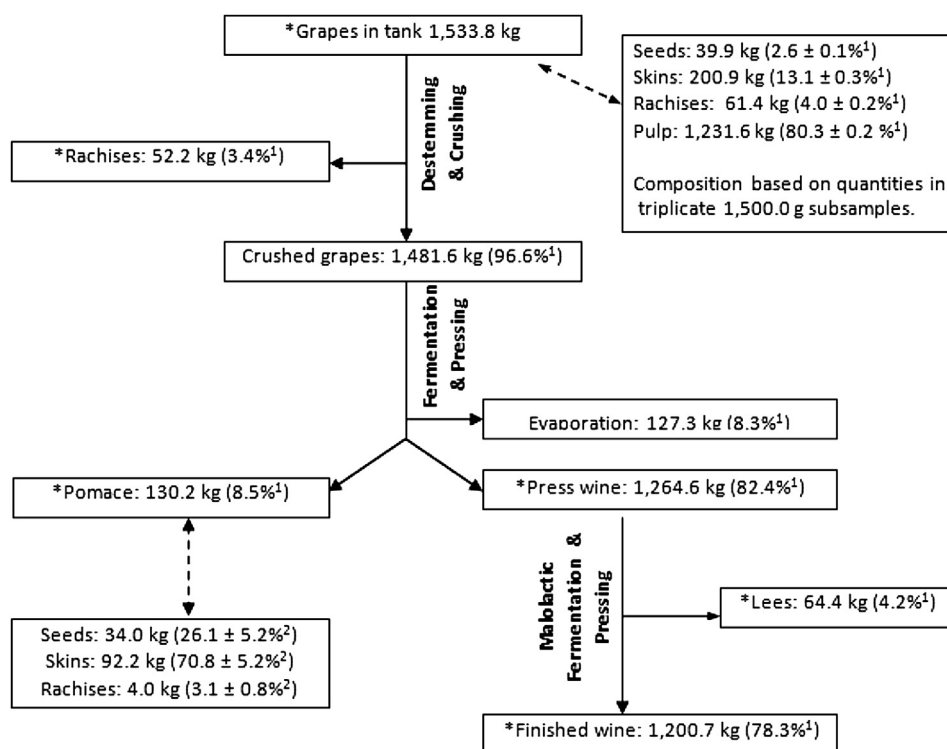 *Grapes in tank 1,533.8 kg
Seeds: 39.9 kg (2.6 ± 0.1%¹)
Skins: 200.9 kg (13.1 ± 0.3%¹)
Rachises: 61.4 kg (4.0 ± 0.2%¹)
Pulp: 1,231.6 kg (80.3 ± 0.2 %¹)
Composition based on quantities in
triplicate 1,500.0 g subsamples.
Destemming
& Crushing
*Rachises: 52.2 kg (3.4%¹)
Crushed grapes: 1,481.6 kg (96.6%¹)
Fermentation
& Pressing
Evaporation: 127.3 kg (8.3%¹)
*Pomace: 130.2 kg (8.5%¹)
*Press wine: 1,264.6 kg (82.4%¹)
Malolactic
Fermentation &
Pressing
*Lees: 64.4 kg (4.2%¹)
Seeds: 34.0 kg (26.1 ± 5.2%²)
Skins: 92.2 kg (70.8 ± 5.2%²)
Rachises: 4.0 kg (3.1 ± 0.8%²)
*Finished wine: 1,200.7 kg (78.3%¹)